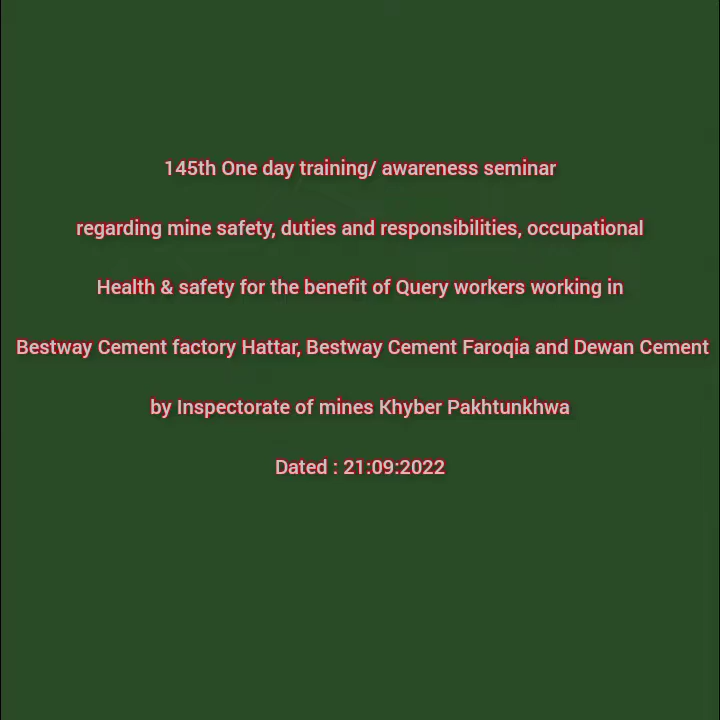 145th One day training/ awareness seminar
regarding mine safety, duties and responsibilities, occupational
Health & safety for the benefit of Query workers working in
Bestway Cement factory Hattar, Bestway Cement Faroqia and Dewan Cement
by Inspectorate of mines Khyber Pakhtunkhwa
Dated : 21:09:2022